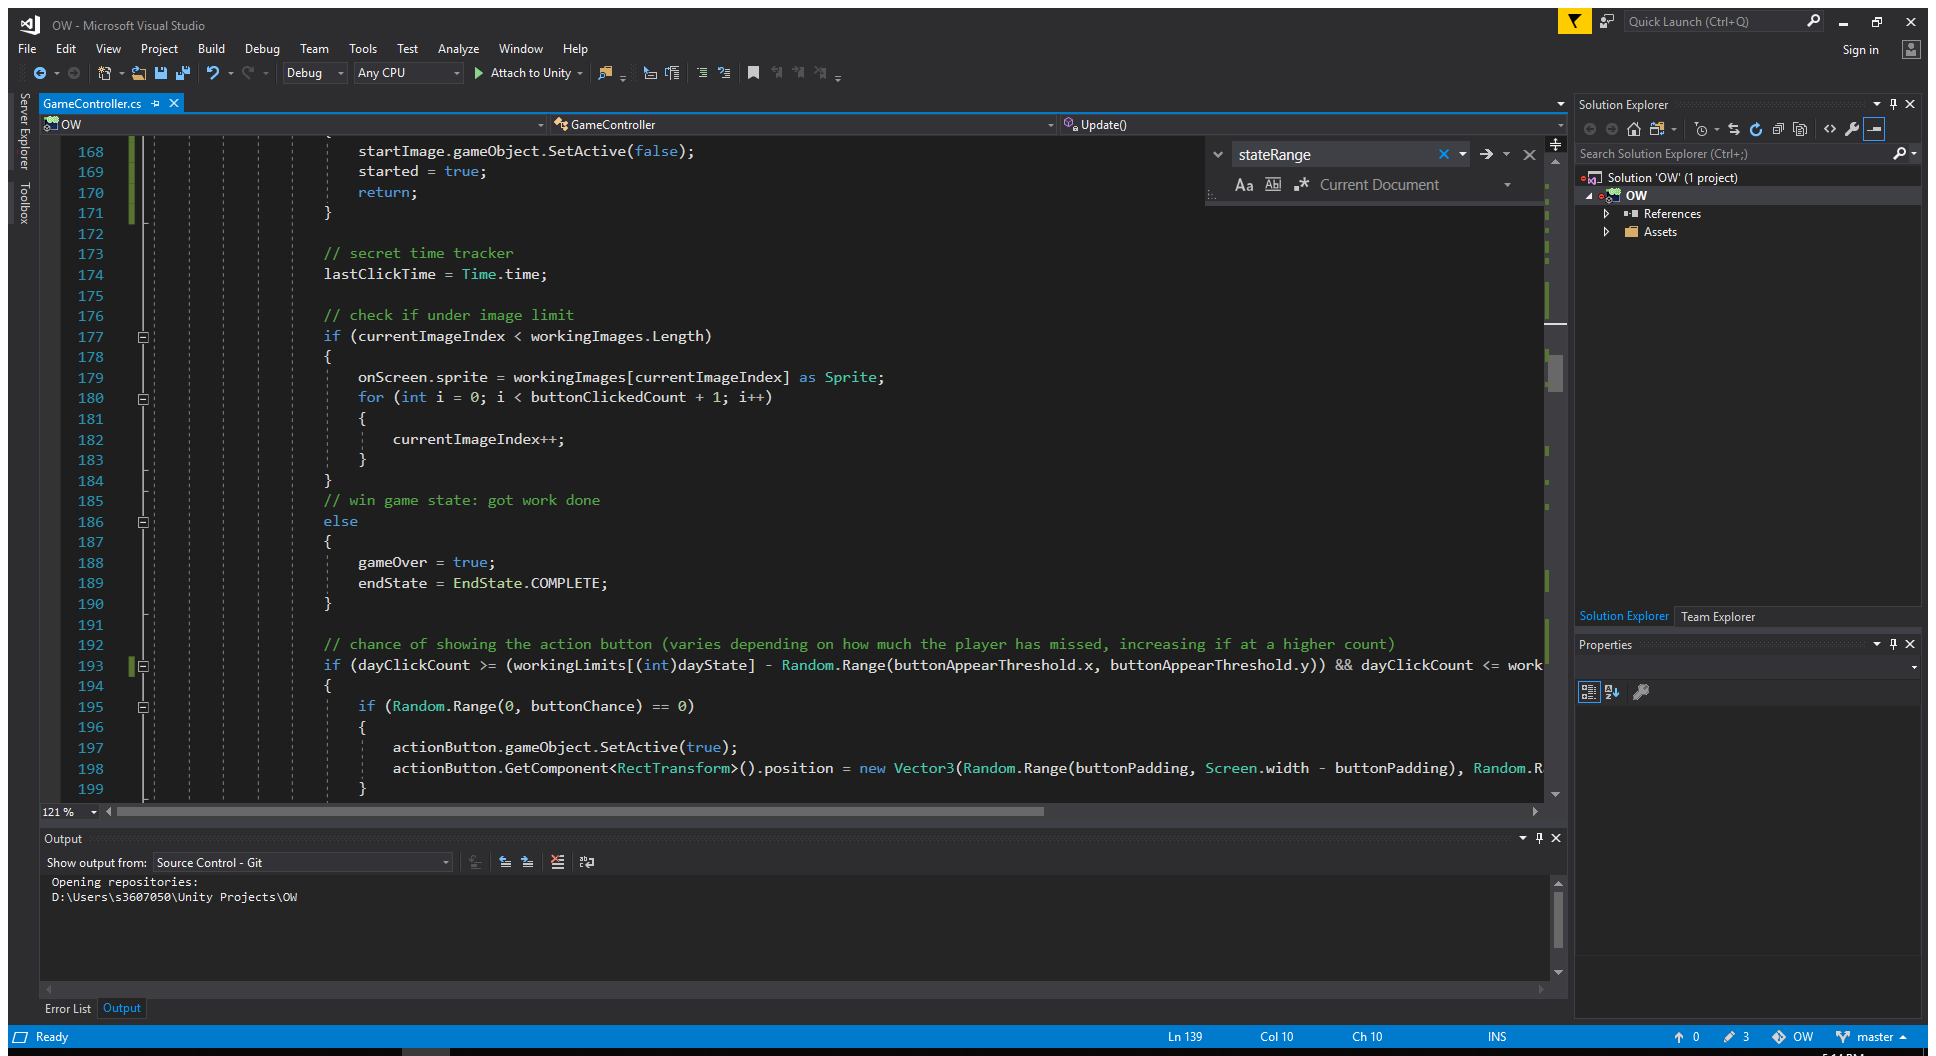 OW - Microsoft Visual Studio
Quick Launch (Ctrl+Q)
File Edit View Project Build Debug Team Tools Test Analyze Window Help
Sign in
Debug Any CPU Attach to Unity
Server Explorer
Toolbox
GameController.cs
OW GameController Update()
stateRange
Aa Abl .* Current Document
168 startImage.gameObject.SetActive(false);
169 started = true;
170 return;
171 }
172
173 // secret time tracker
174 lastClickTime = Time.time;
175
176 // check if under image limit
177 if (currentImageIndex < workingImages.Length)
178 {
179 onScreen.sprite = workingImages[currentImageIndex] as Sprite;
180 for (int i = 0; i < buttonClickedCount + 1; i++)
181 {
182 currentImageIndex++;
183 }
184 }
185 // win game state: got work done
186 else
187 {
188 gameOver = true;
189 endState = EndState.COMPLETE;
190 }
191
192 // chance of showing the action button (varies depending on how much the player has missed, increasing if at a higher count)
193 if (dayClickCount >= (workingLimits[(int)dayState] - Random.Range(buttonAppearThreshold.x, buttonAppearThreshold.y)) && dayClickCount <= work
194 {
195 if (Random.Range(0, buttonChance) == 0)
196 {
197 actionButton.gameObject.SetActive(true);
198 actionButton.GetComponent<RectTransform>().position = new Vector3(Random.Range(buttonPadding, Screen.width - buttonPadding), Random.R
199 }
121 %
Output
Show output from: Source Control - Git
Opening repositories:
D:\Users\s3607050\Unity Projects\OW
Error List Output
Solution Explorer
Search Solution Explorer (Ctrl+;)
Solution 'OW' (1 project)
OW
References
Assets
Solution Explorer Team Explorer
Properties
Ready Ln 139 Col 10 Ch 10 INS 0 3 OW master